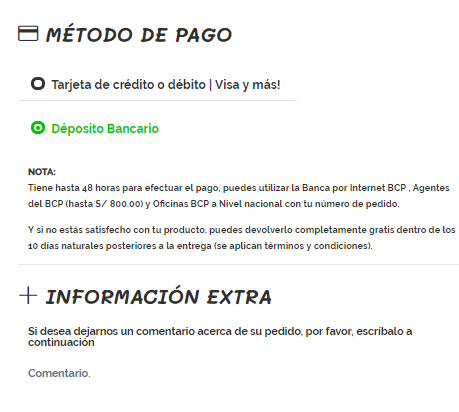 MÉTODO DE PAGO
Tarjeta de crédito o débito | Visa y más!
Déposito Bancario
NOTA:
Tiene hasta 48 horas para efectuar el pago, puedes utilizar la Banca por Internet BCP , Agentes
del BCP (hasta S/ 800.00) y Oficinas BCP a Nivel nacional con tu número de pedido.
Y si no estás satisfecho con tu producto, puedes devolverlo completamente gratis dentro de los
10 días naturales posteriores a la entrega (se aplican términos y condiciones).
INFORMACIÓN EXTRA
Si desea dejarnos un comentario acerca de su pedido, por favor, escríbalo a
continuación
Comentario.